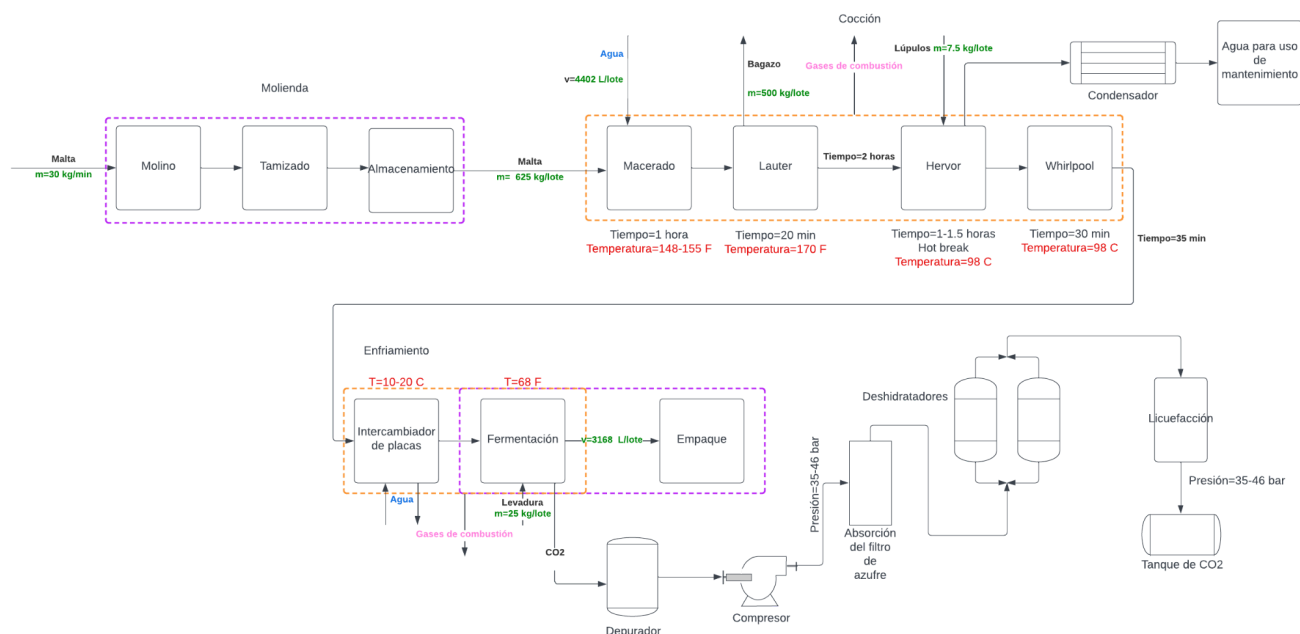 Cocción
Molienda
Malta
m=30 kg/min
Molino
Tamizado
Almacenamiento
Malta
m= 625 kg/lote
Agua
v=4402 L/lote
Bagazo
m=500 kg/lote
Gases de combustión
Lúpulos m=7.5 kg/lote
Condensador
Agua para uso
de
mantenimiento
Macerado
Lauter
Tiempo=2 horas
Hervor
Whirlpool
Tiempo=1 hora
Temperatura=148-155 F
Tiempo=20 min
Temperatura=170 F
Tiempo=1-1.5 horas
Hot break
Temperatura=98 C
Tiempo=30 min
Temperatura=98 C
Tiempo=35 min
Enfriamiento
T=10-20 C
T=68 F
Intercambiador
de placas
Fermentación
v=3168 L/lote
Empaque
Agua
Gases de combustión
Levadura
m=25 kg/lote
CO2
Depurador
Compresor
Presión=35-46 bar
Absorción
del filtro
de
azufre
Deshidratadores
Licuefacción
Presión=35-46 bar
Tanque de CO2